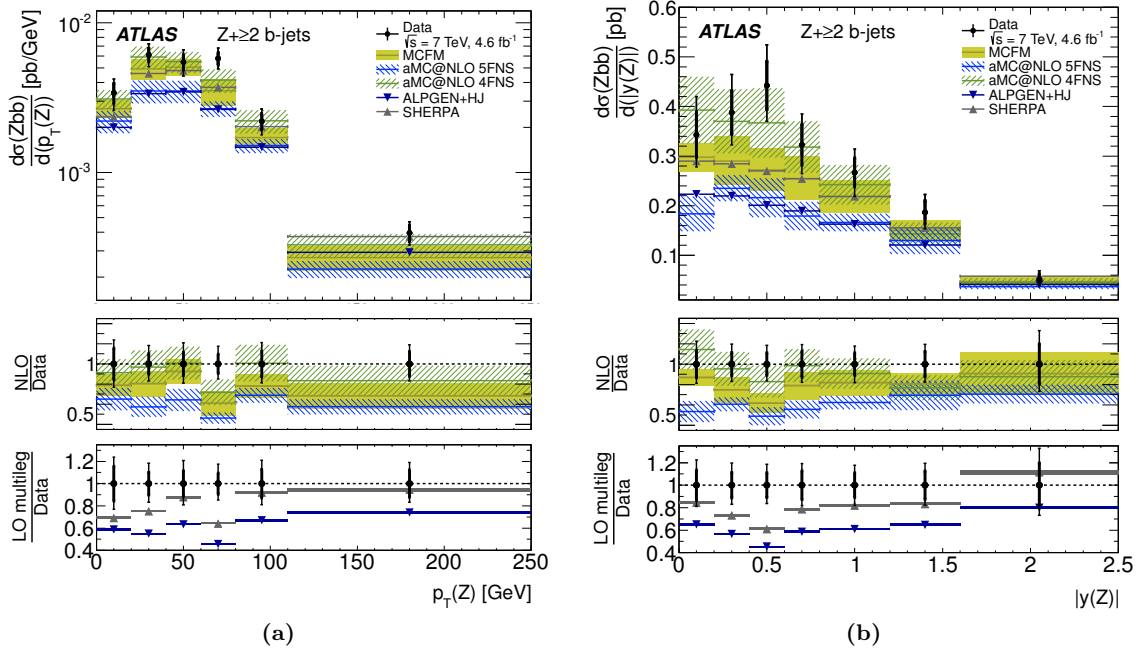 ATLAS Z+≥2 b-jets
Data
√s = 7 TeV, 4.6 fb⁻¹
MCFM
aMC@NLO 5FNS
aMC@NLO 4FNS
ALPGEN+HJ
SHERPA
dσ(Zbb)
d(p_T(Z)) [pb/GeV]
10⁻²
10⁻³
NLO
Data
1
0.5
LO multileg
Data
1.2
1
0.8
0.6
0.4
0 50 100 150 200 250
p_T(Z) [GeV]
(a)
ATLAS Z+≥2 b-jets
Data
√s = 7 TeV, 4.6 fb⁻¹
MCFM
aMC@NLO 5FNS
aMC@NLO 4FNS
ALPGEN+HJ
SHERPA
dσ(Zbb)
d(|y(Z)|) [pb]
0.6
0.5
0.4
0.3
0.2
0.1
NLO
Data
1
0.5
LO multileg
Data
1.2
1
0.8
0.6
0.4
0 0.5 1 1.5 2 2.5
|y(Z)|
(b)